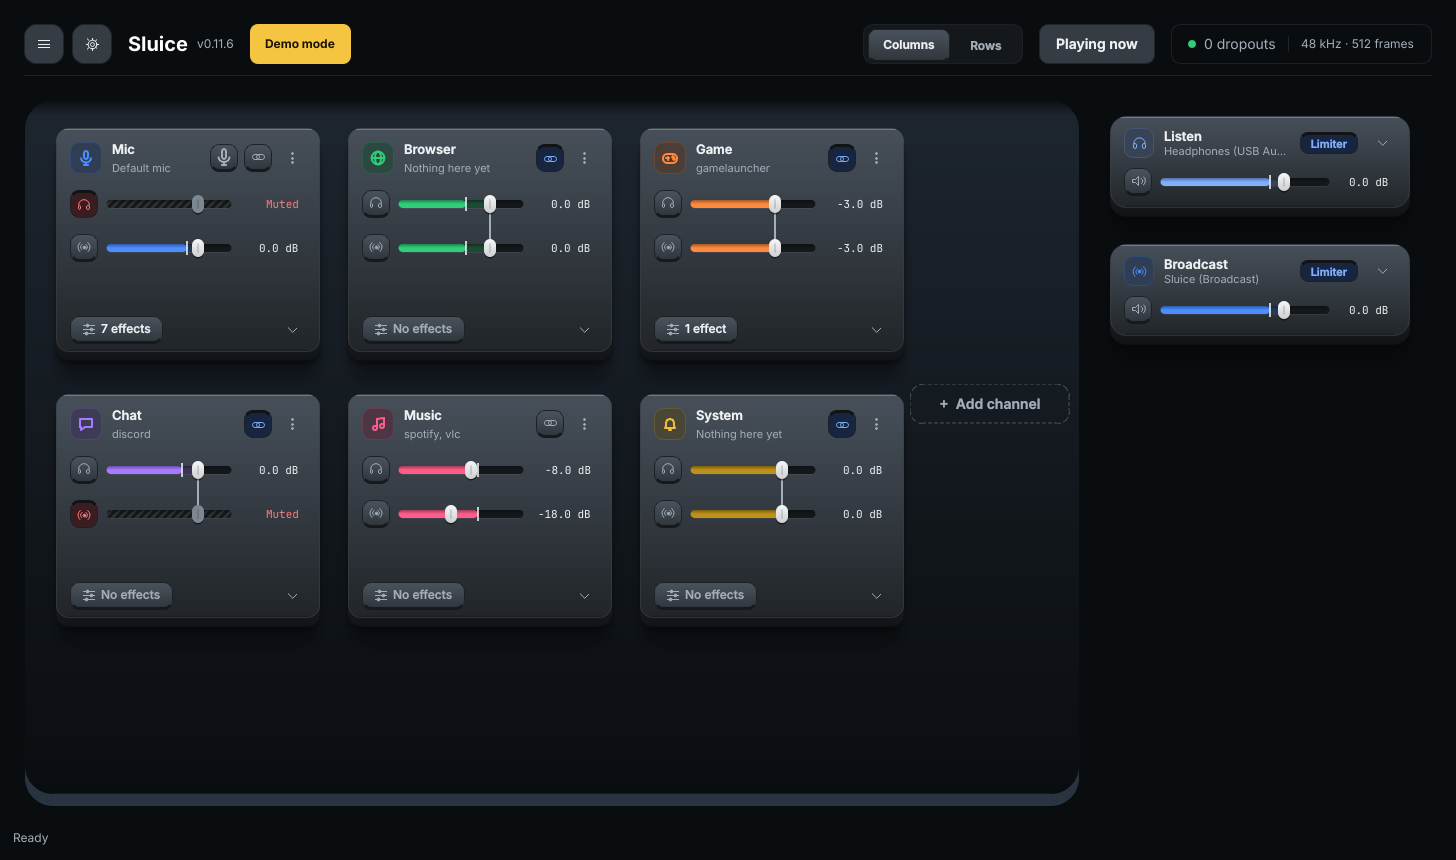 Sluice v0.11.6 Demo mode Columns Rows Playing now 0 dropouts 48 kHz · 512 frames
Mic
Default mic
Muted
0.0 dB
7 effects
Browser
Nothing here yet
0.0 dB
0.0 dB
No effects
Game
gamelauncher
-3.0 dB
-3.0 dB
1 effect
Chat
discord
0.0 dB
Muted
No effects
Music
spotify, vlc
-8.0 dB
-18.0 dB
No effects
System
Nothing here yet
0.0 dB
0.0 dB
No effects
+ Add channel
Listen
Headphones (USB Au...
Limiter
0.0 dB
Broadcast
Sluice (Broadcast)
Limiter
0.0 dB
Ready